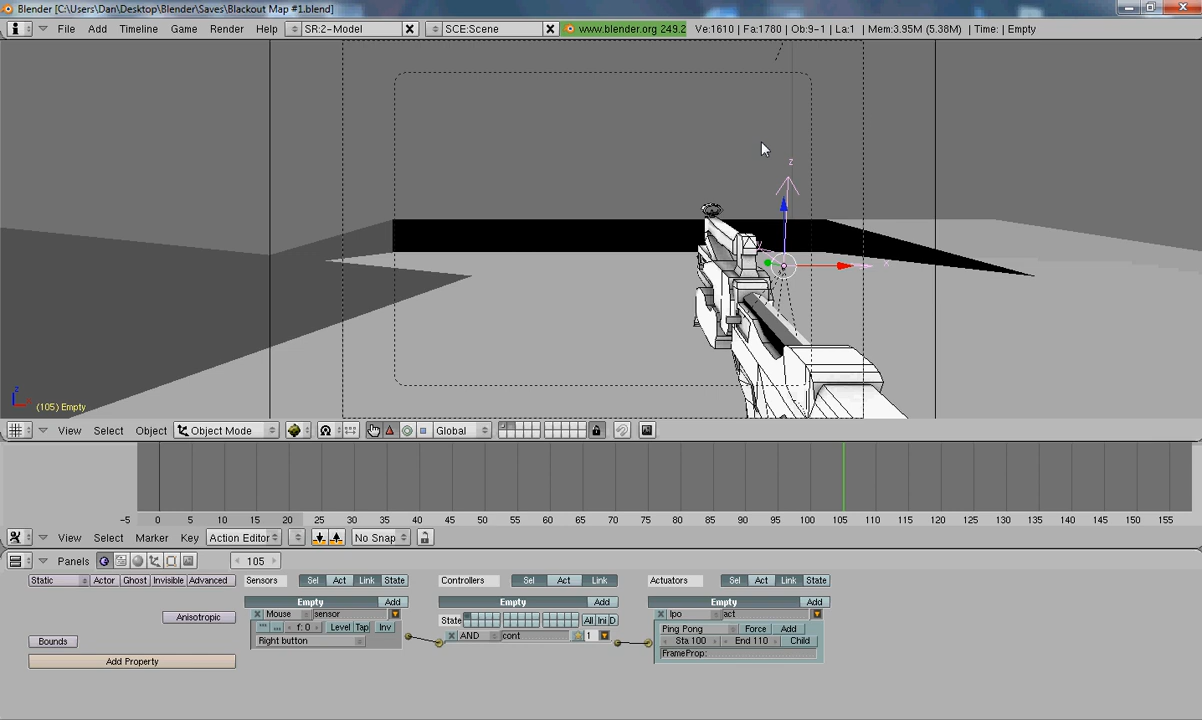 Blender [C:\Users\Dan\Desktop\Blender\Saves\Blackout Map #1.blend]
File Add Timeline Game Render Help SR:2-Model SCE:Scene www.blender.org 249.2 Ve:1610 | Fa:1780 | Ob:9-1 | La:1 | Mem:3.95M (5.38M) | Time: | Empty
z
y
x
z
(105) Empty
View Select Object Object Mode Global
-5 0 5 10 15 20 25 30 35 40 45 50 55 60 65 70 75 80 85 90 95 100 105 110 115 120 125 130 135 140 145 150 155
View Select Marker Key Action Editor No Snap
Panels 105
Static Actor Ghost Invisible Advanced Sensors Sel Act Link State Controllers Sel Act Link Actuators Sel Act Link State
Empty Add Empty Add Empty Add
Mouse sensor State All Ini D Ipo act
Anisotropic f: 0 Level Tap Inv AND cont 1 Ping Pong Force Add
Bounds Right button Sta 100 End 110 Child
FrameProp:
Add Property